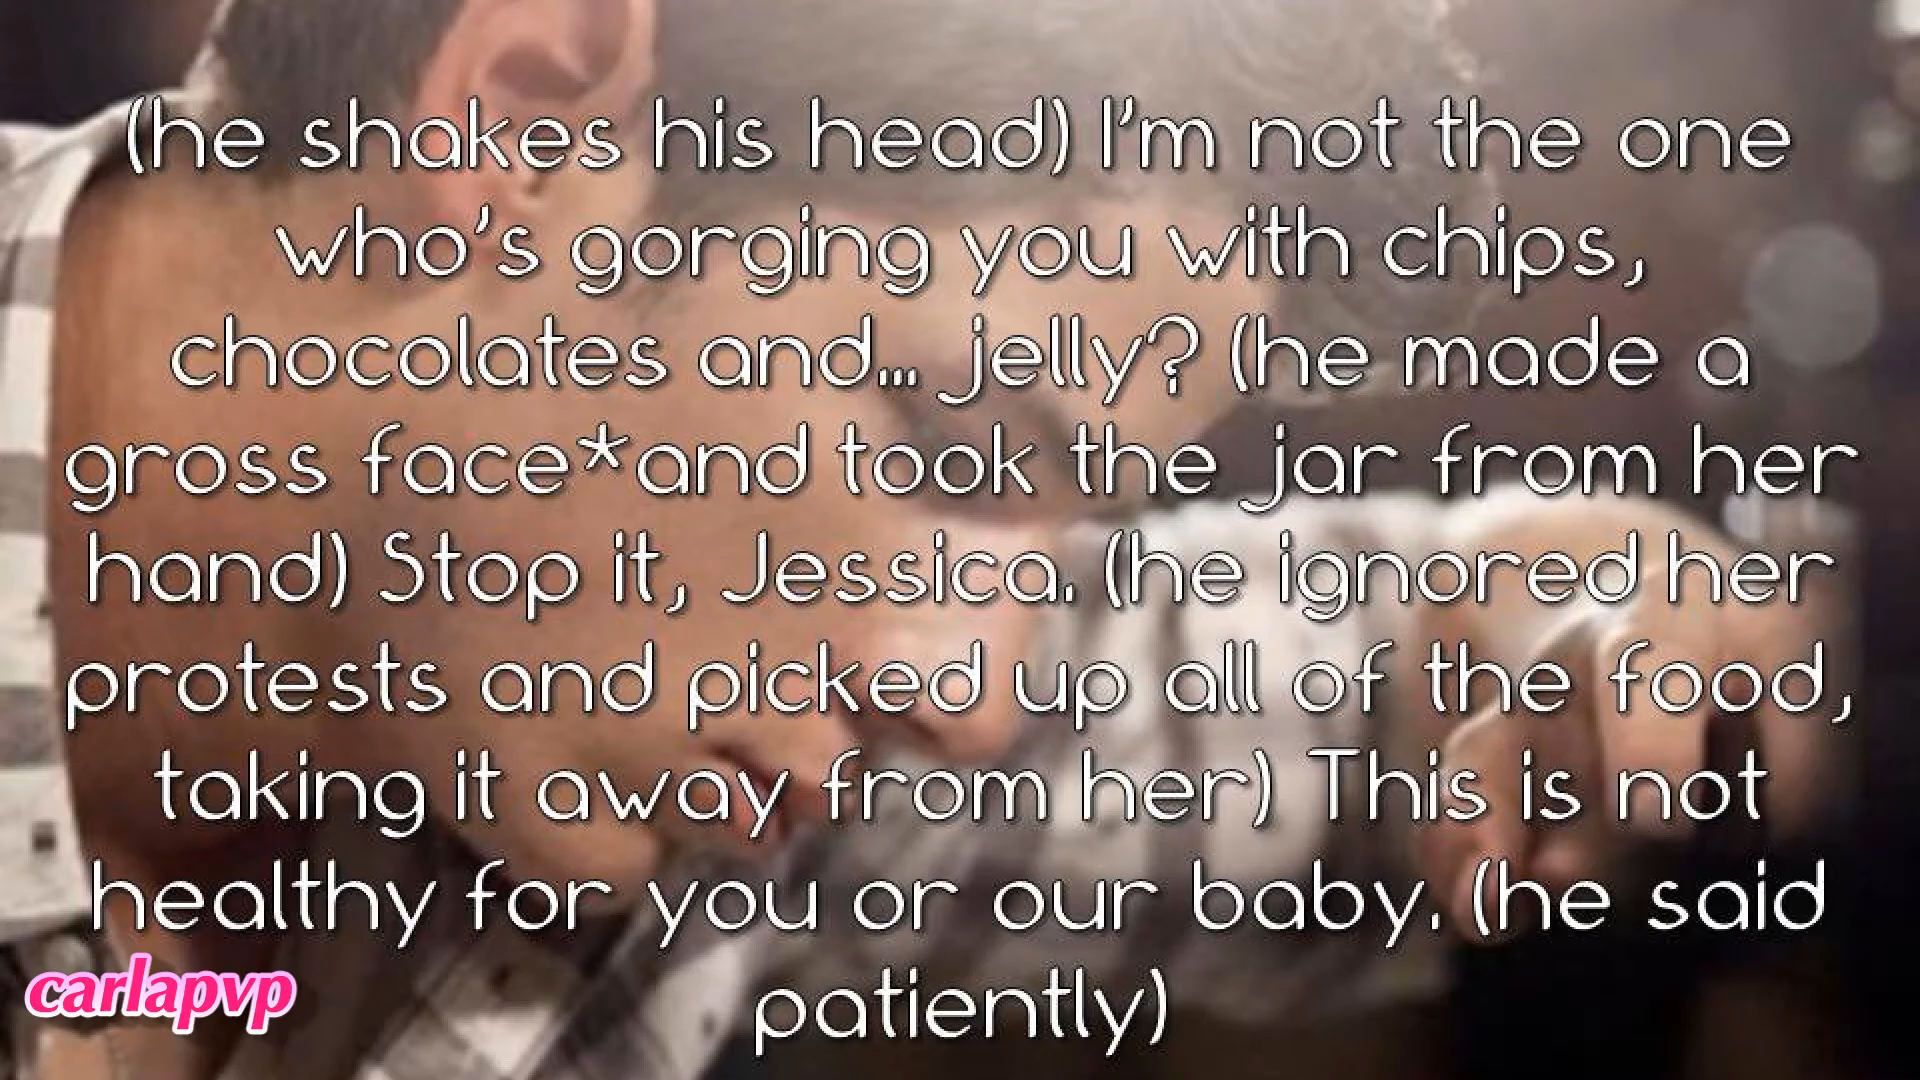 (he shakes his head) I'm not the one
who's gorging you with chips,
chocolates and... jelly? (he made a
gross face*and took the jar from her
hand) Stop it, Jessica. (he ignored her
protests and picked up all of the food,
taking it away from her) This is not
healthy for you or our baby. (he said
patiently)
carlapvp